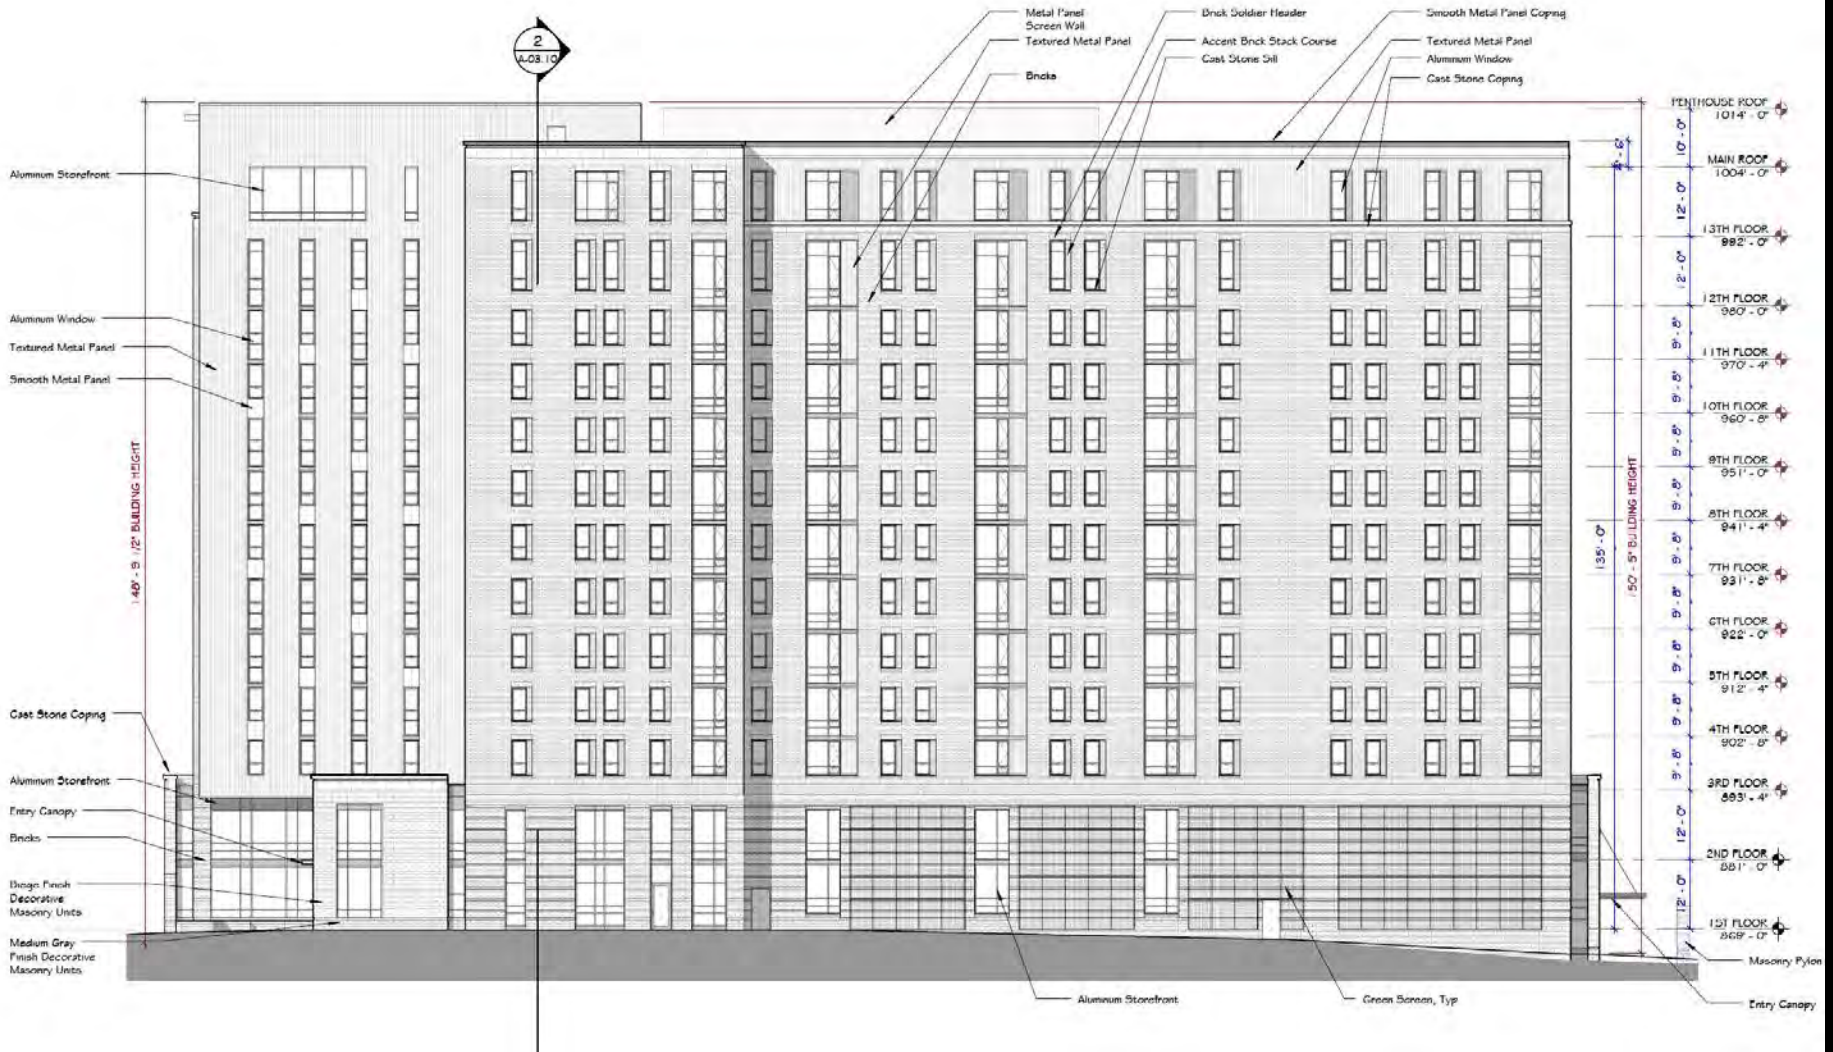 2
A-03.10
Metal Panel
Screen Wall
Textured Metal Panel
Bricks
Brick Soldier Header
Accent Brick Stack Course
Cast Stone Sill
Smooth Metal Panel Coping
Textured Metal Panel
Aluminum Window
Cast Stone Coping
Aluminum Storefront
Aluminum Window
Textured Metal Panel
Smooth Metal Panel
Cast Stone Coping
Aluminum Storefront
Entry Canopy
Bricks
Beige Finish
Decorative
Masonry Units
Medium Gray
Finish Decorative
Masonry Units
148' - 9 1/2" BUILDING HEIGHT
Aluminum Storefront
Green Screen, Typ
135' - 0"
150' - 5" BUILDING HEIGHT
10' - 0"
12' - 0"
12' - 0"
9' - 8"
9' - 8"
9' - 8"
9' - 8"
9' - 8"
9' - 8"
9' - 8"
9' - 8"
9' - 8"
12' - 0"
12' - 0"
PENTHOUSE ROOF
1014' - 0"
MAIN ROOF
1004' - 0"
13TH FLOOR
992' - 0"
12TH FLOOR
980' - 0"
11TH FLOOR
970' - 4"
10TH FLOOR
960' - 8"
9TH FLOOR
951' - 0"
8TH FLOOR
941' - 4"
7TH FLOOR
931' - 8"
6TH FLOOR
922' - 0"
5TH FLOOR
912' - 4"
4TH FLOOR
902' - 8"
3RD FLOOR
893' - 4"
2ND FLOOR
881' - 0"
1ST FLOOR
869' - 0"
Masonry Pylon
Entry Canopy